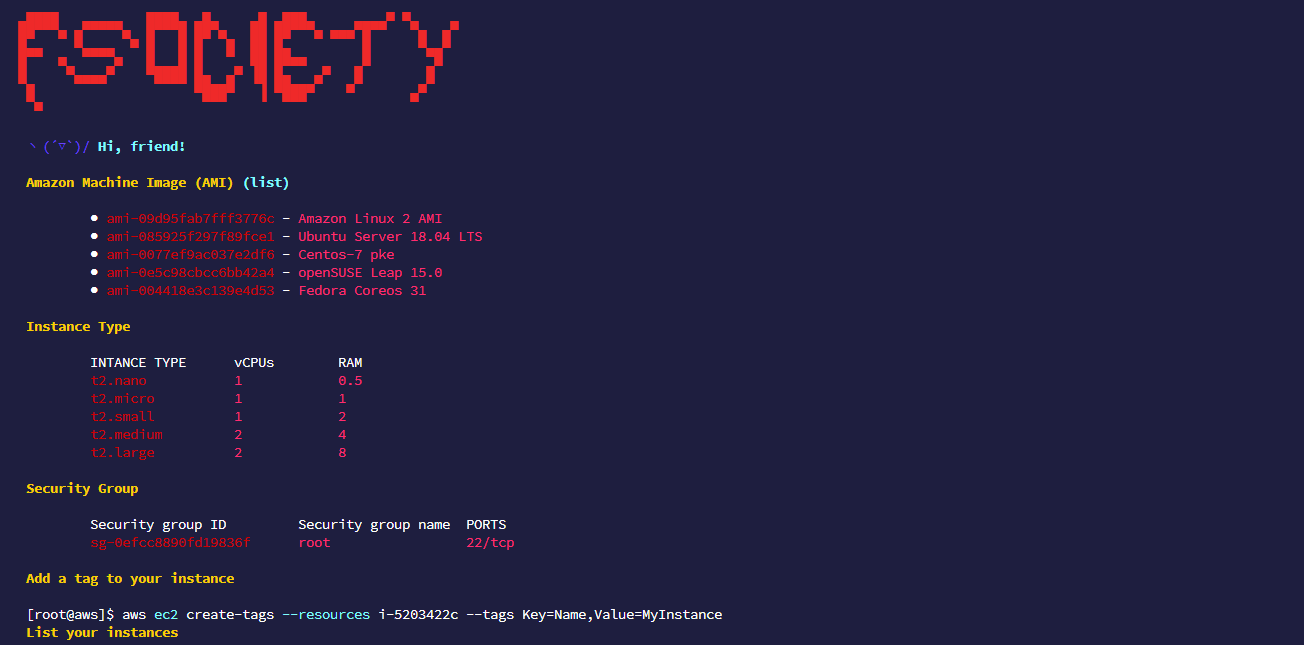 FSOCIETY
ヽ(´▽`)/ Hi, friend!
Amazon Machine Image (AMI) (list)
● ami-09d95fab7fff3776c – Amazon Linux 2 AMI
● ami-085925f297f89fce1 – Ubuntu Server 18.04 LTS
● ami-0077ef9ac037e2df6 – Centos-7 pke
● ami-0e5c98cbcc6bb42a4 – openSUSE Leap 15.0
● ami-004418e3c139e4d53 – Fedora Coreos 31
Instance Type
INTANCE TYPE vCPUs RAM
t2.nano 1 0.5
t2.micro 1 1
t2.small 1 2
t2.medium 2 4
t2.large 2 8
Security Group
Security group ID Security group name PORTS
sg-0efcc8890fd19836f root 22/tcp
Add a tag to your instance
[root@aws]$ aws ec2 create-tags --resources i-5203422c --tags Key=Name,Value=MyInstance
List your instances